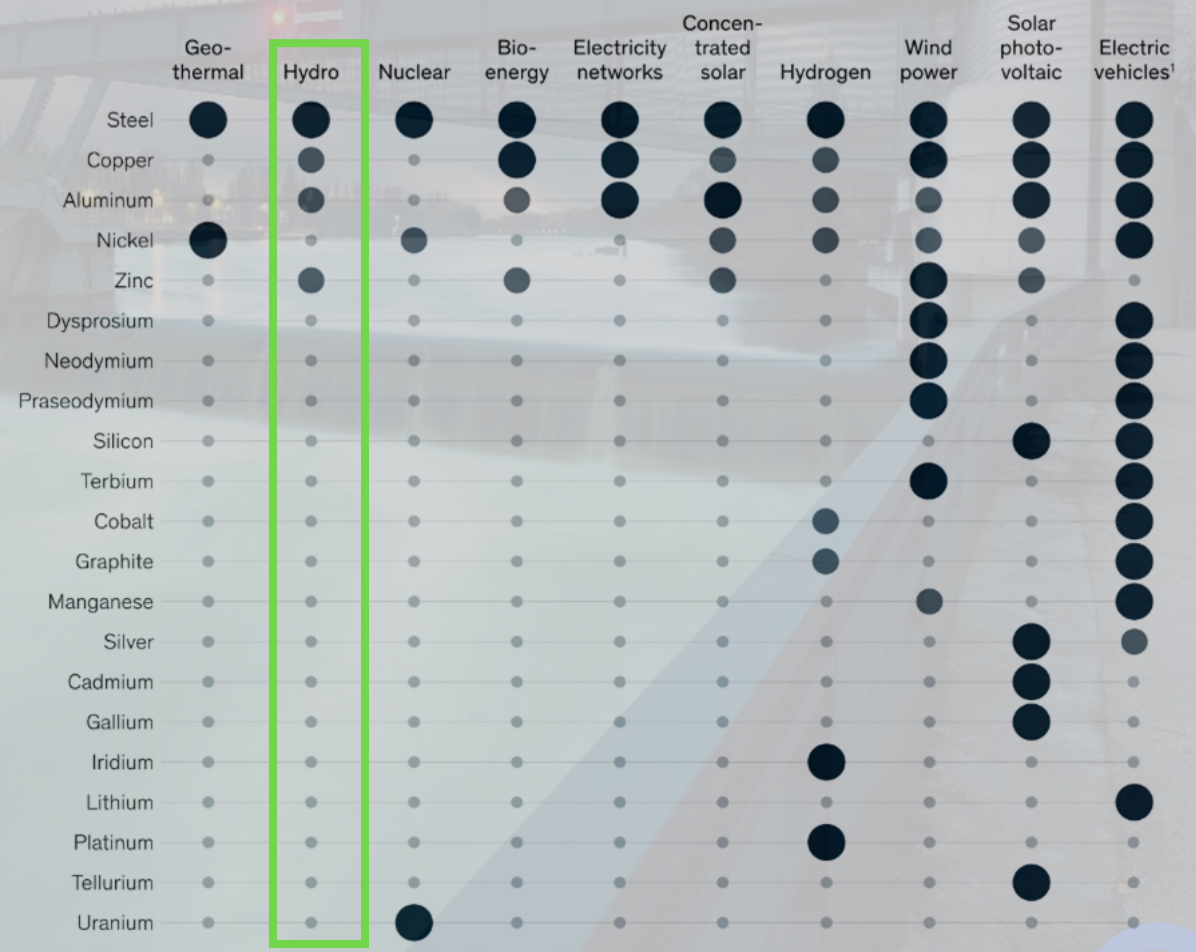 Geo-
thermal
Hydro
Nuclear
Bio-
energy
Electricity
networks
Concen-
trated
solar
Hydrogen
Wind
power
Solar
photo-
voltaic
Electric
vehicles¹
Steel
Copper
Aluminum
Nickel
Zinc
Dysprosium
Neodymium
Praseodymium
Silicon
Terbium
Cobalt
Graphite
Manganese
Silver
Cadmium
Gallium
Iridium
Lithium
Platinum
Tellurium
Uranium